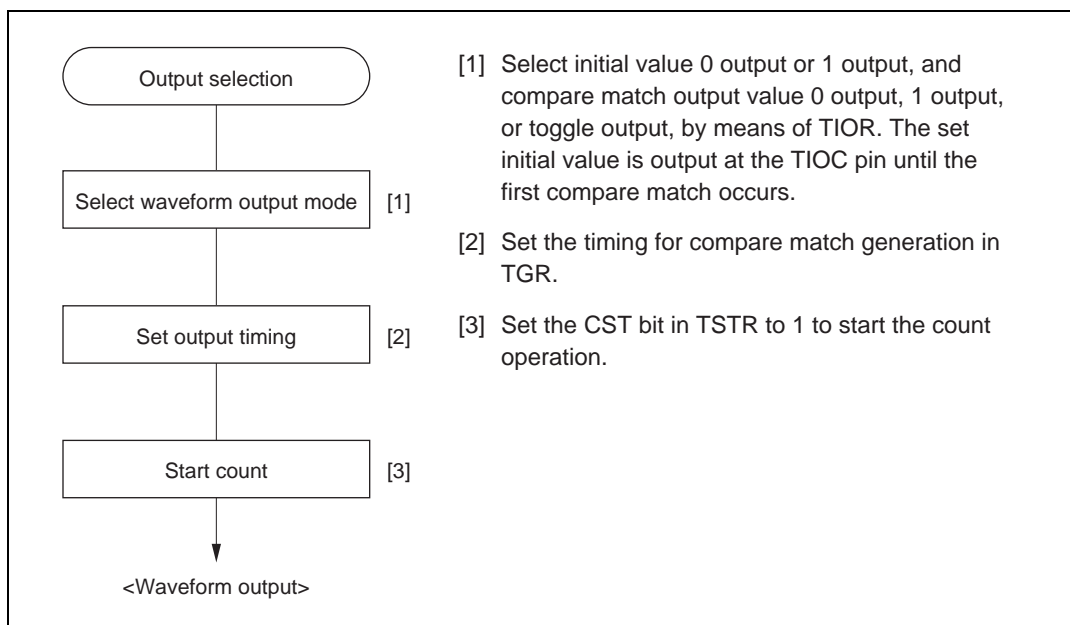 Output selection
Select waveform output mode [1]
Set output timing [2]
Start count [3]
<Waveform output>
[1] Select initial value 0 output or 1 output, and
compare match output value 0 output, 1 output,
or toggle output, by means of TIOR. The set
initial value is output at the TIOC pin until the
first compare match occurs.
[2] Set the timing for compare match generation in
TGR.
[3] Set the CST bit in TSTR to 1 to start the count
operation.